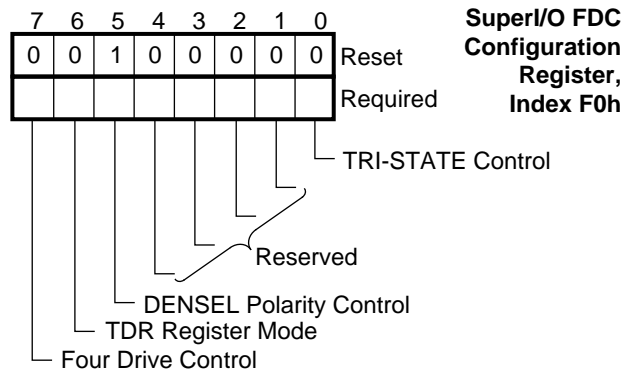 7 6 5 4 3 2 1 0
0 0 1 0 0 0 0 0 Reset
Required
SuperI/O FDC
Configuration
Register,
Index F0h
TRI-STATE Control
Reserved
DENSEL Polarity Control
TDR Register Mode
Four Drive Control